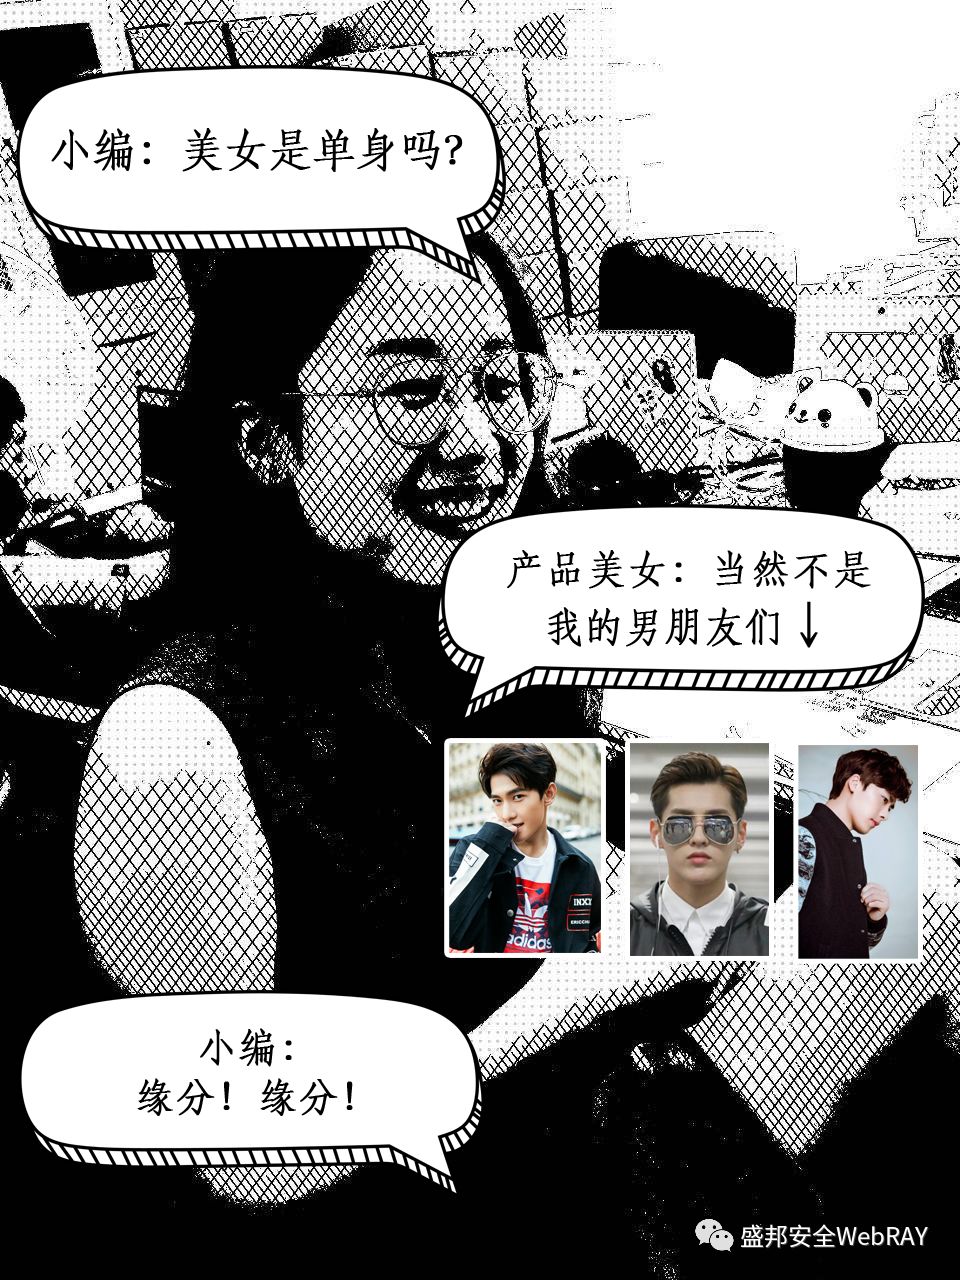 小编：美女是单身吗？
产品美女：当然不是
我的男朋友们↓
INXX
ERICCHA
adidas
小编：
缘分！缘分！
盛邦安全WebRAY